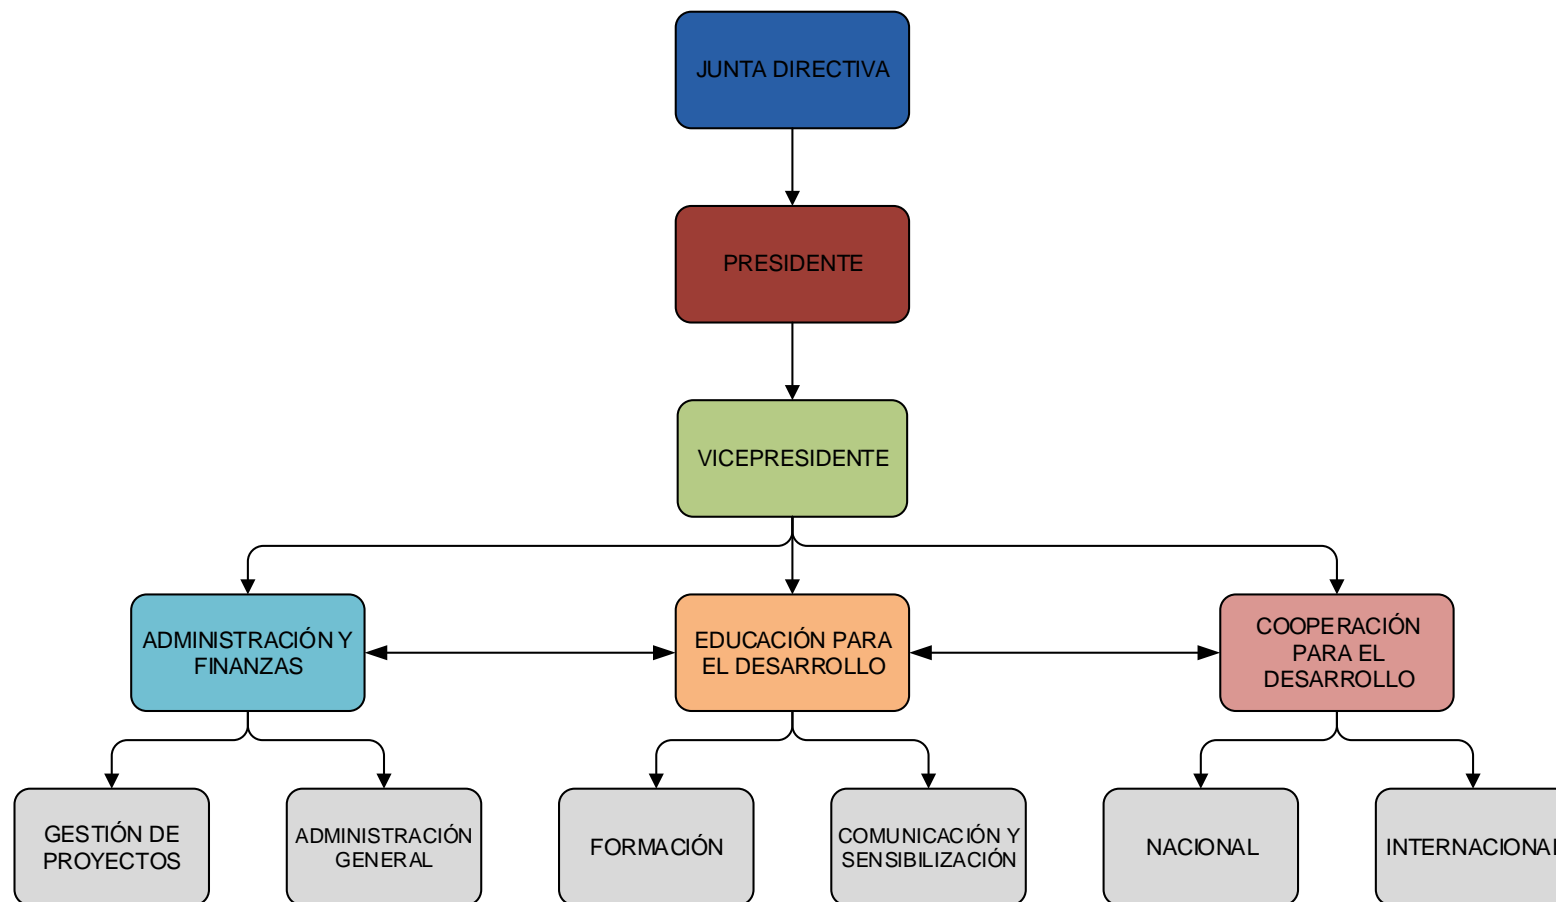 JUNTA DIRECTIVA
PRESIDENTE
VICEPRESIDENTE
ADMINISTRACIÓN Y
FINANZAS
EDUCACIÓN PARA
EL DESARROLLO
COOPERACIÓN
PARA EL
DESARROLLO
GESTIÓN DE
PROYECTOS
ADMINISTRACIÓN
GENERAL
FORMACIÓN
COMUNICACIÓN Y
SENSIBILIZACIÓN
NACIONAL
INTERNACIONAL